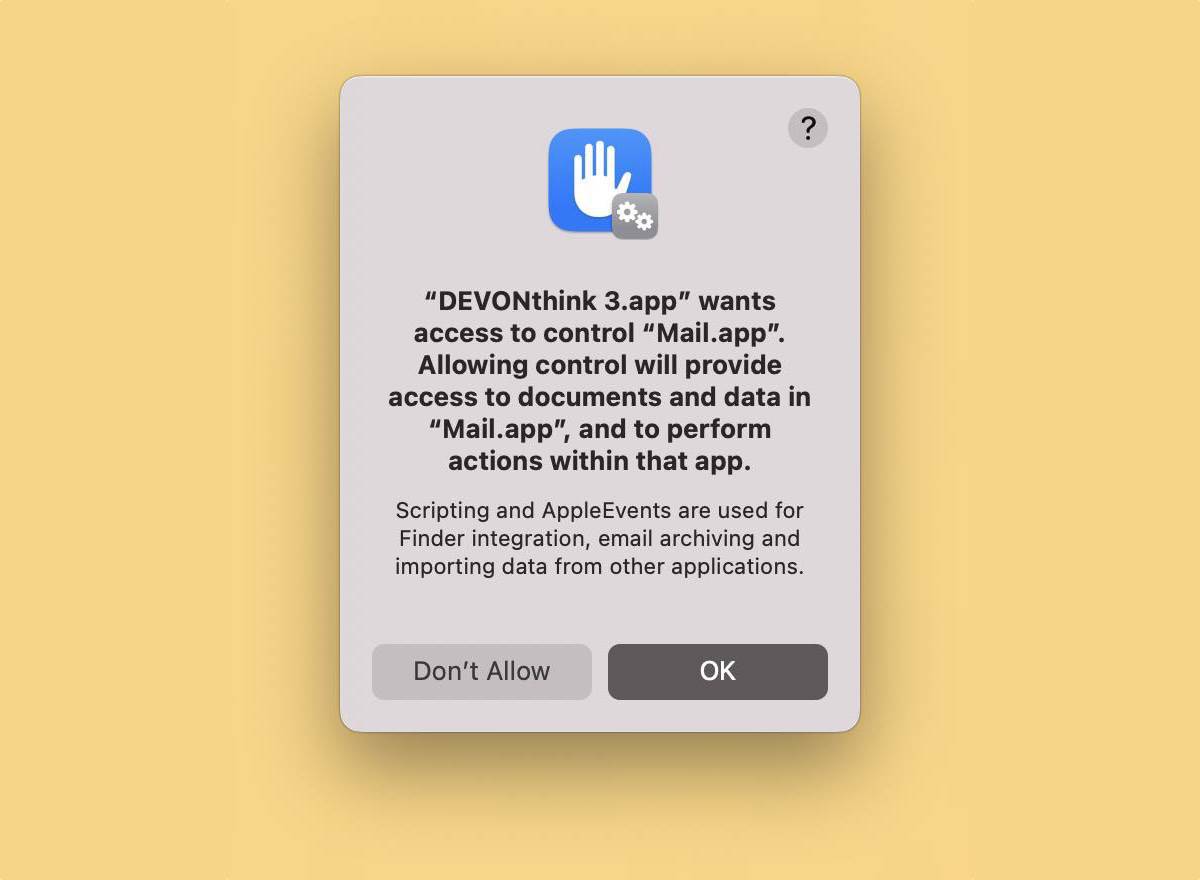 ?
“DEVONthink 3.app” wants
access to control “Mail.app”.
Allowing control will provide
access to documents and data in
“Mail.app”, and to perform
actions within that app.
Scripting and AppleEvents are used for
Finder integration, email archiving and
importing data from other applications.
Don’t Allow
OK